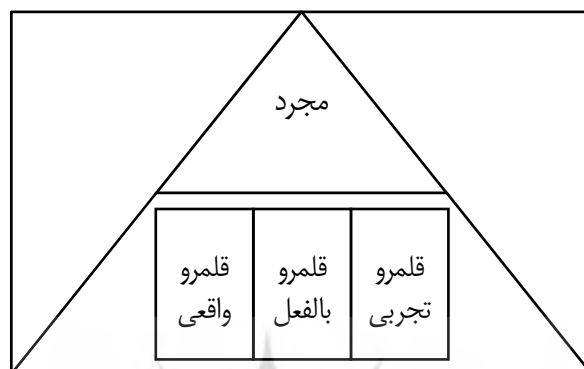 مجرد
قلمرو تجربی
قلمرو بالفعل
قلمرو واقعی